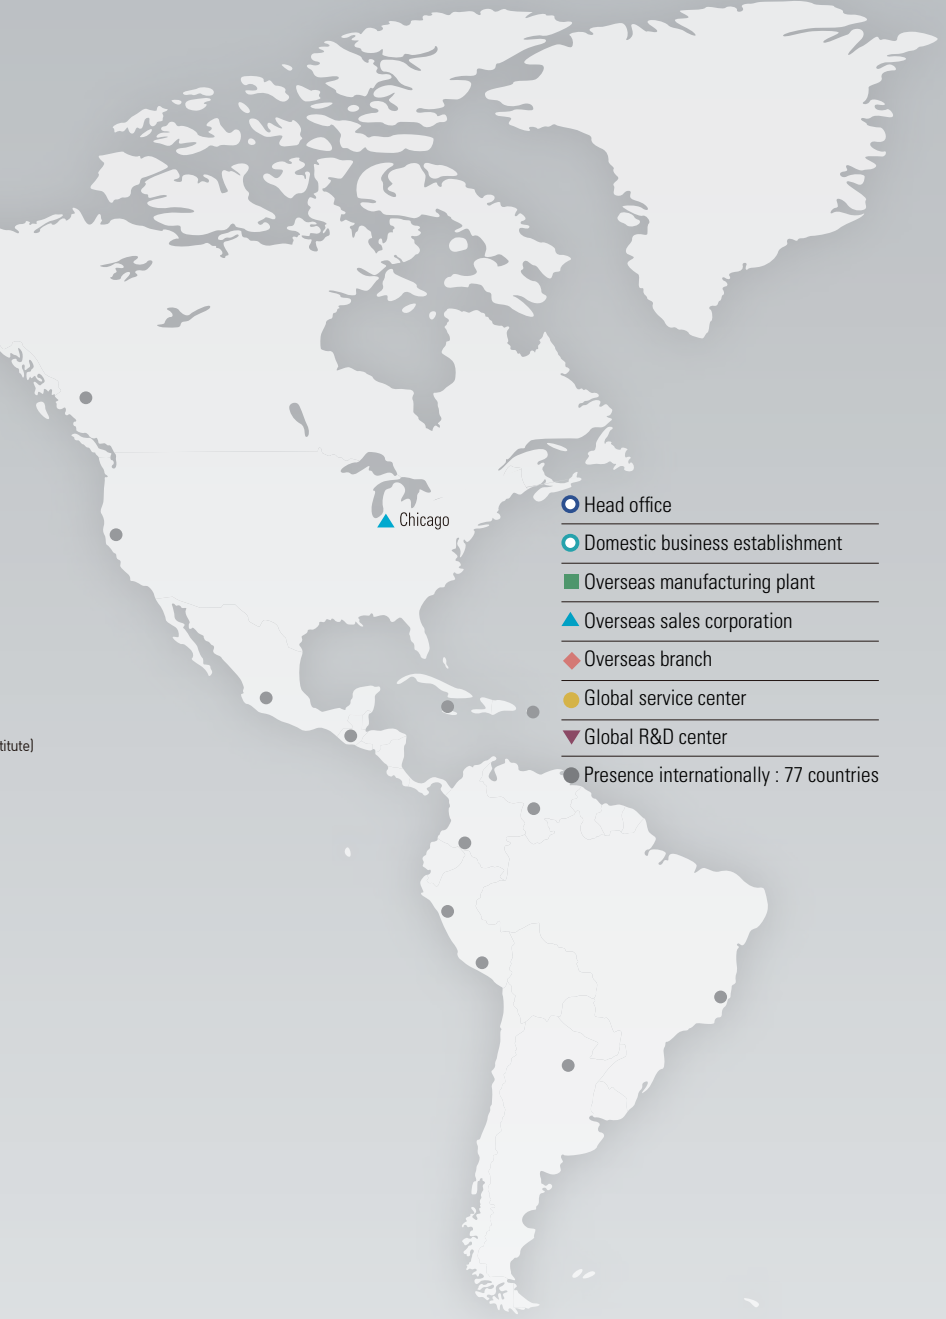 Chicago
Head office
Domestic business establishment
Overseas manufacturing plant
Overseas sales corporation
Overseas branch
Global service center
titute)
Global R&D center
Presence internationally : 77 countries